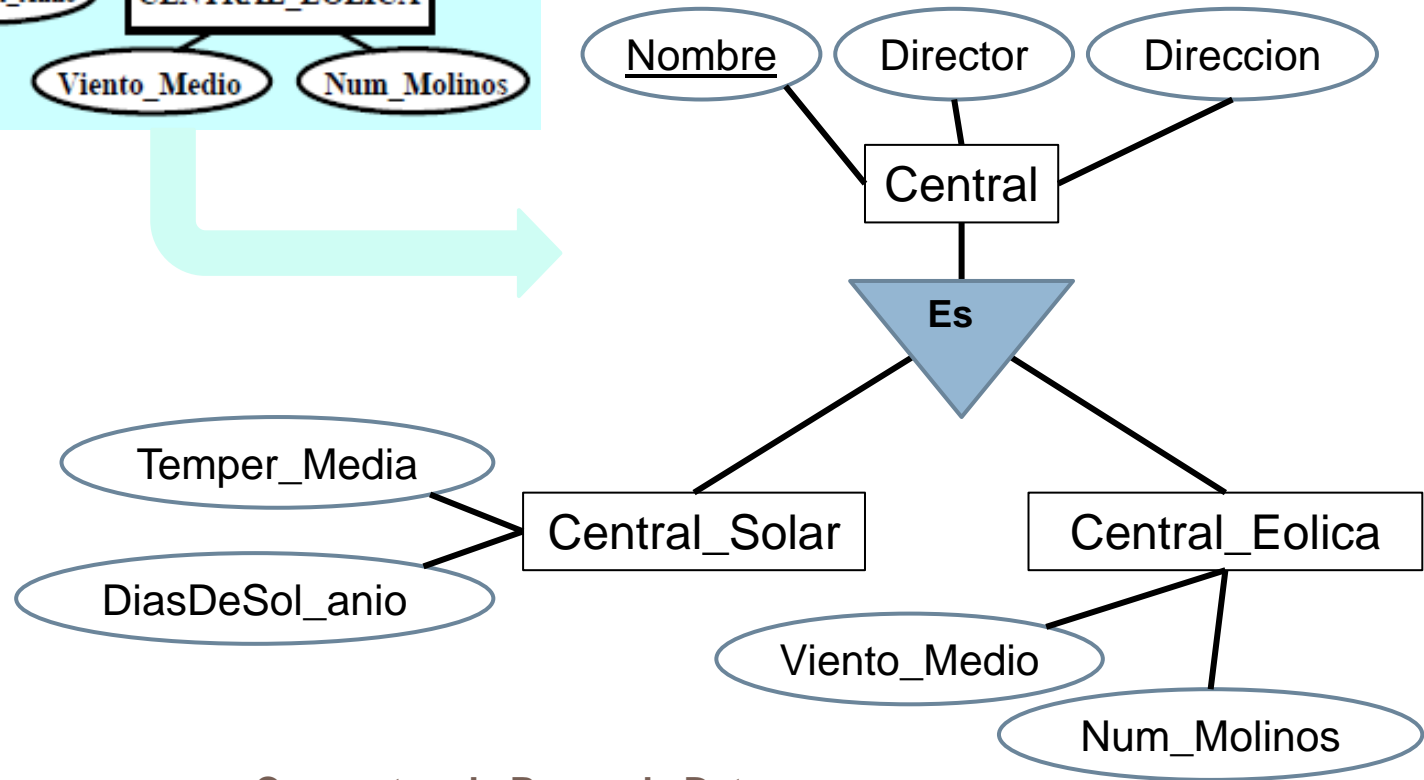 CENTRAL_EOLICA
Viento_Medio
Num_Molinos
Nombre
Director
Direccion
Central
Es
Temper_Media
DiasDeSol_anio
Central_Solar
Central_Eolica
Viento_Medio
Num_Molinos